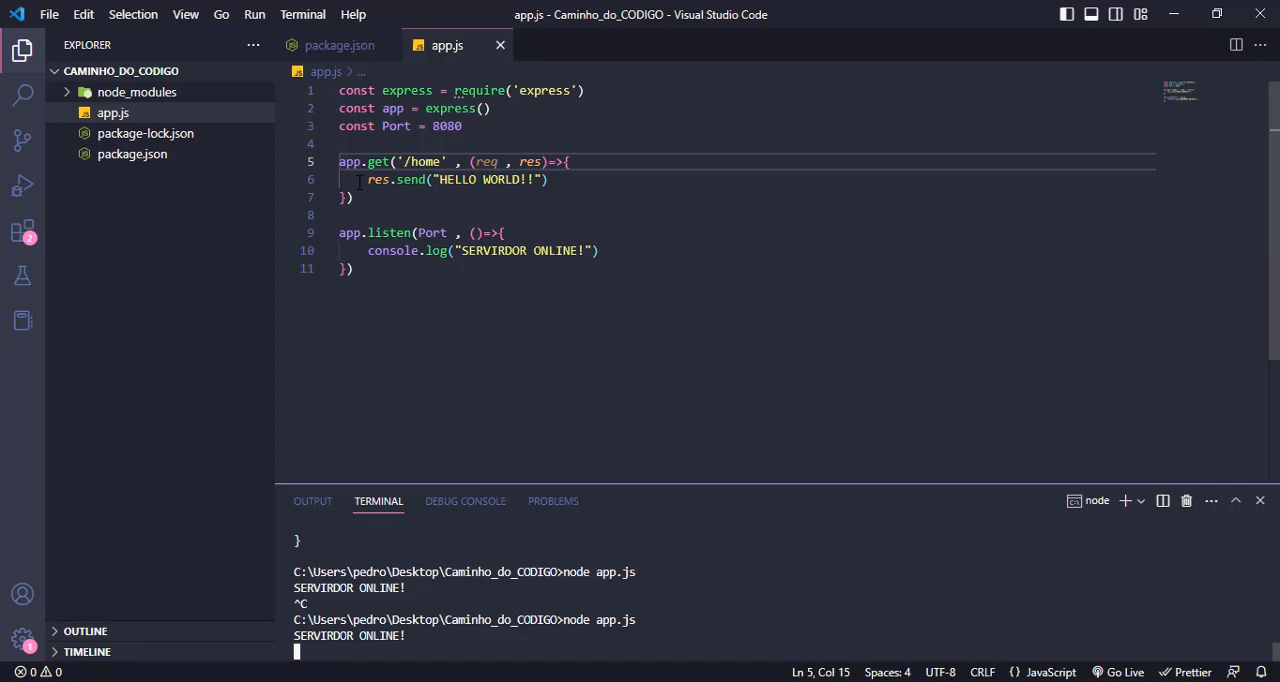 File Edit Selection View Go Run Terminal Help
app.js - Caminho_do_CODIGO - Visual Studio Code
EXPLORER
package.json
app.js
CAMINHO_DO_CODIGO
node_modules
app.js
package-lock.json
package.json
app.js > ...
1 const express = require('express')
2 const app = express()
3 const Port = 8080
4
5 app.get('/home' , (req , res)=>{
6 res.send("HELLO WORLD!!")
7 })
8
9 app.listen(Port , ()=>{
10 console.log("SERVIRDOR ONLINE!")
11 })
2
OUTPUT TERMINAL DEBUG CONSOLE PROBLEMS
node
}
C:\Users\pedro\Desktop\Caminho_do_CODIGO>node app.js
SERVIRDOR ONLINE!
^C
C:\Users\pedro\Desktop\Caminho_do_CODIGO>node app.js
SERVIRDOR ONLINE!
OUTLINE
1
TIMELINE
0 0
Ln 5, Col 15 Spaces: 4 UTF-8 CRLF {} JavaScript Go Live Prettier